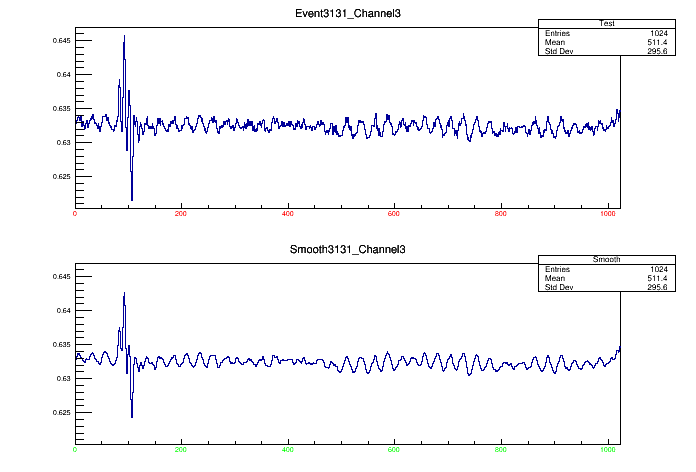 Event3131_Channel3
Test
Entries 1024
Mean 511.4
Std Dev 295.6
0.645
0.64
0.635
0.63
0.625
0 200 400 600 800 1000
Smooth3131_Channel3
Smooth
Entries 1024
Mean 511.4
Std Dev 295.6
0.645
0.64
0.635
0.63
0.625
0 200 400 600 800 1000